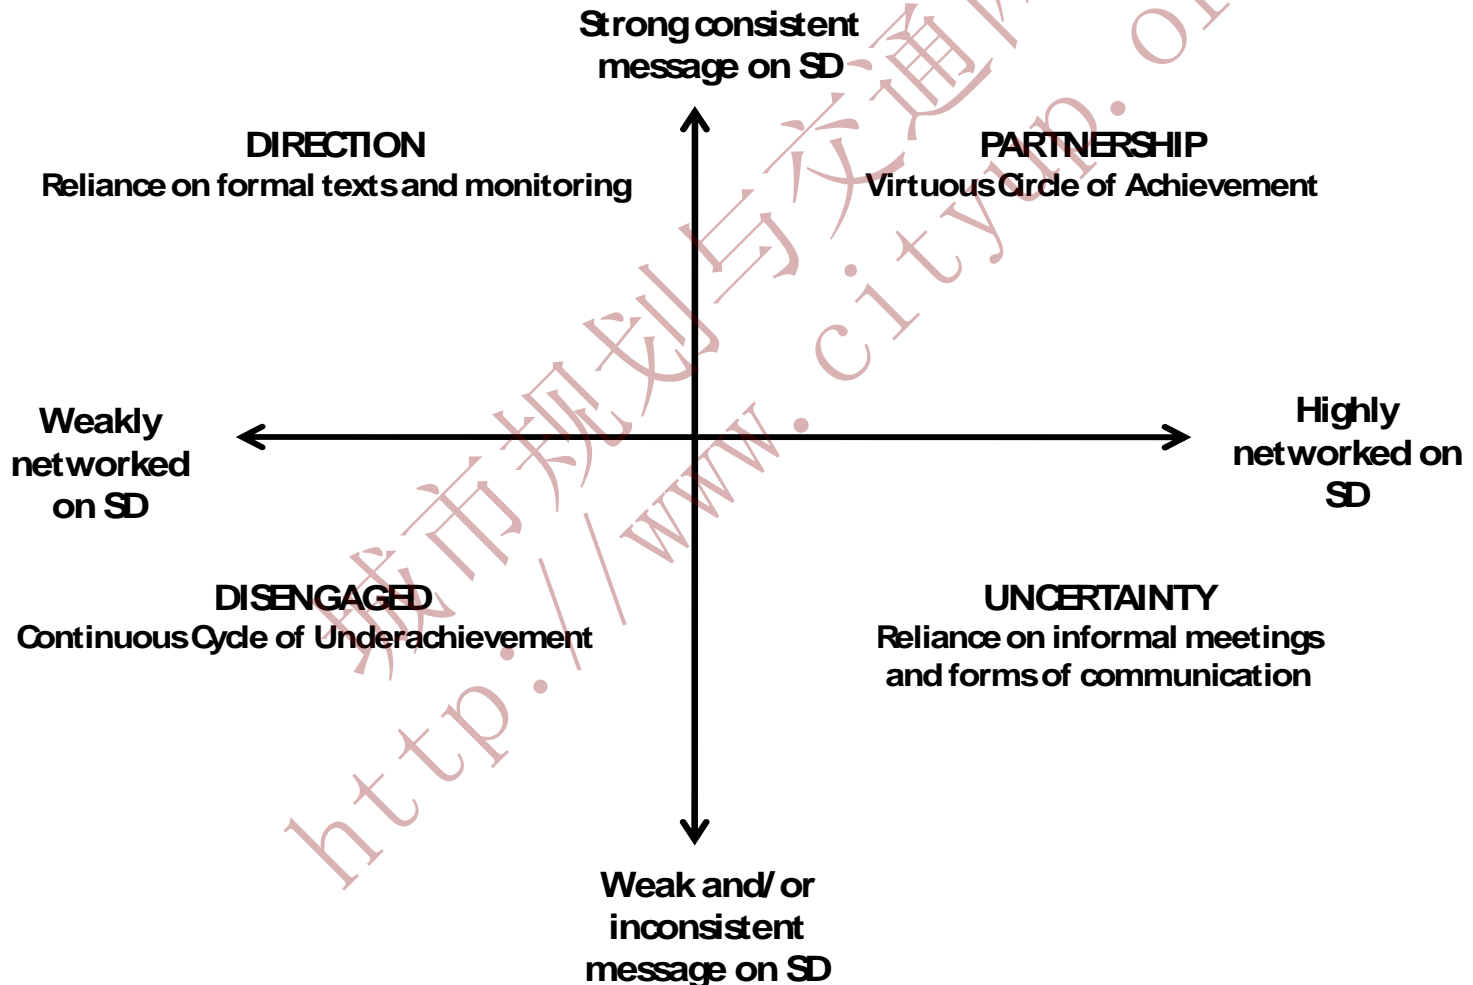 Strong consistent
message on SD
DIRECTION
Reliance on formal texts and monitoring
PARTNERSHIP
Virtuous Circle of Achievement
Weakly
networked
on SD
Highly
networked on
SD
DISENGAGED
Continuous Cycle of Underachievement
UNCERTAINTY
Reliance on informal meetings
and forms of communication
Weak and/or
inconsistent
message on SD
城市规划与交通网
http://www.cityup.or